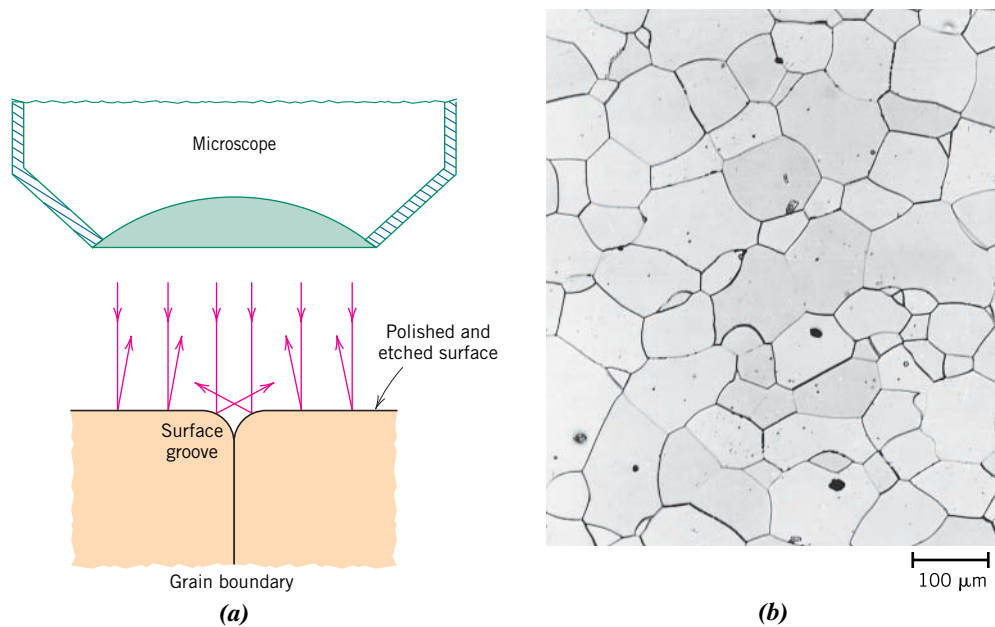 Microscope
Polished and
etched surface
Surface
groove
Grain boundary
(a)
100 μm
(b)